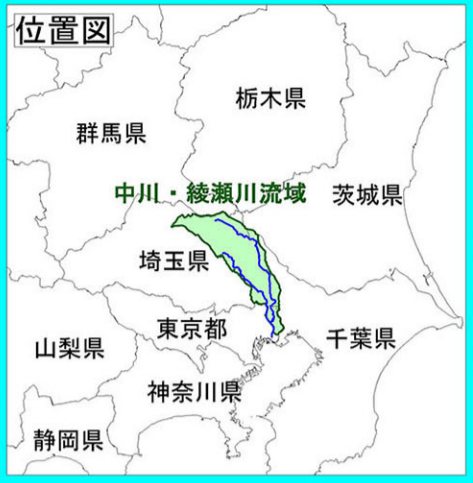 位置図
栃木県
群馬県
中川・綾瀬川流域
茨城県
埼玉県
東京都
千葉県
山梨県
神奈川県
静岡県